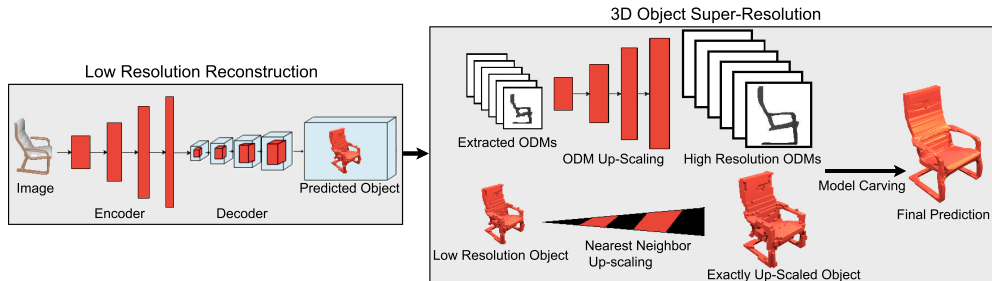 3D Object Super-Resolution
Low Resolution Reconstruction
Image
Encoder
Decoder
Predicted Object
Extracted ODMs
ODM Up-Scaling
High Resolution ODMs
Low Resolution Object
Nearest Neighbor
Up-scaling
Exactly Up-Scaled Object
Model Carving
Final Prediction